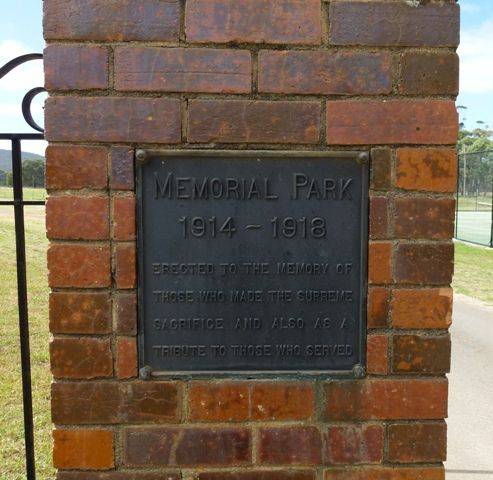 MEMORIAL PARK
1914 - 1918
ERECTED TO THE MEMORY OF
THOSE WHO MADE THE SUPREME
SACRIFICE AND ALSO AS A
TRIBUTE TO THOSE WHO SERVED